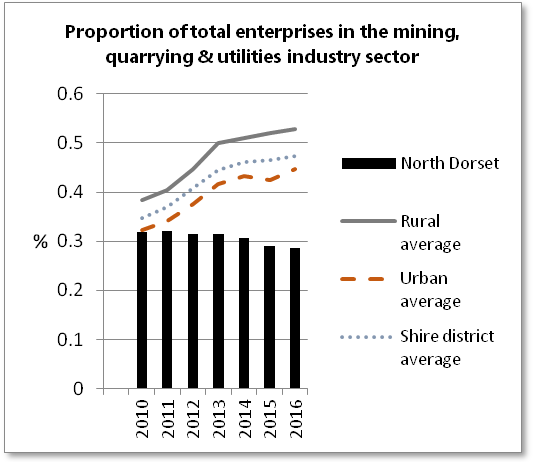 Proportion of total enterprises in the mining,
quarrying & utilities industry sector
0.6
0.5
0.4
0.3
0.2
0.1
0
%
2010
2011
2012
2013
2014
2015
2016
North Dorset
Rural
average
Urban
average
Shire district
average